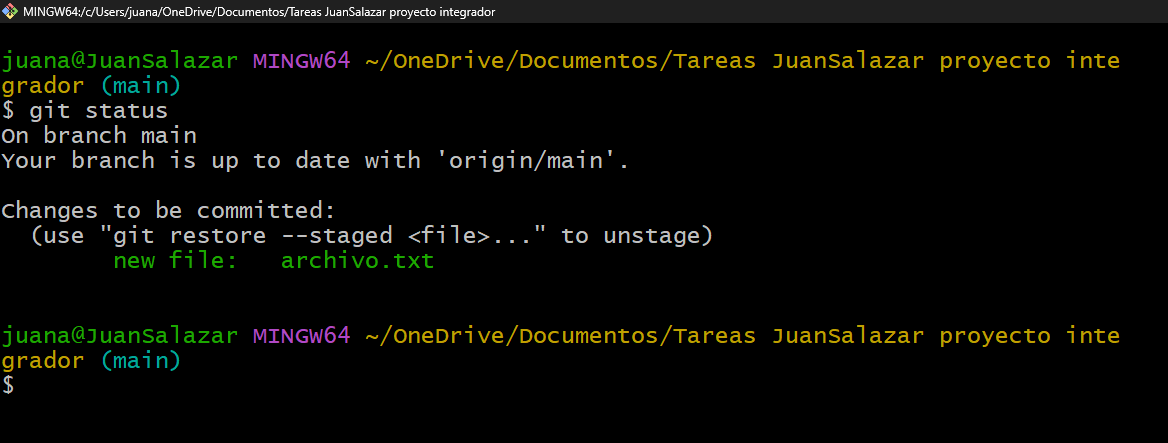 MINGW64:/c/Users/juana/OneDrive/Documentos/Tareas JuanSalazar proyecto integrador
juana@JuanSalazar MINGW64 ~/OneDrive/Documentos/Tareas JuanSalazar proyecto inte
grador (main)
$ git status
On branch main
Your branch is up to date with 'origin/main'.
Changes to be committed:
  (use "git restore --staged <file>..." to unstage)
        new file:   archivo.txt
juana@JuanSalazar MINGW64 ~/OneDrive/Documentos/Tareas JuanSalazar proyecto inte
grador (main)
$